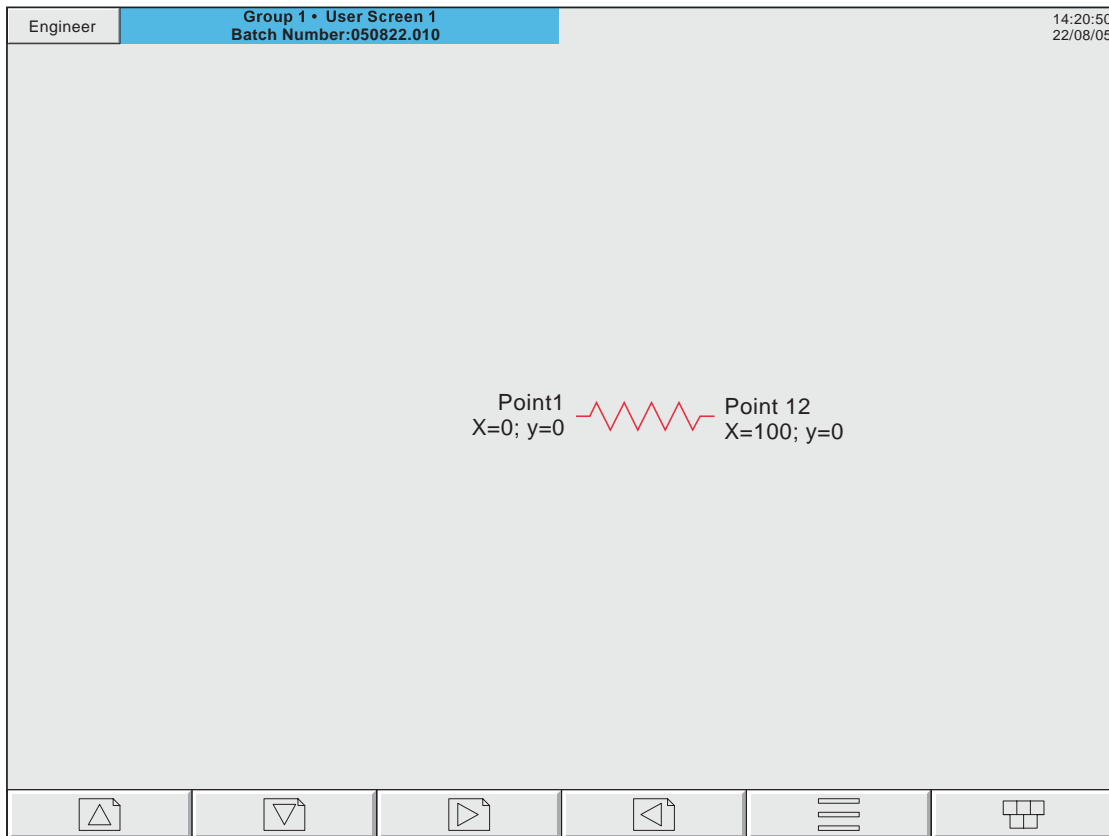 Engineer
Group 1 • User Screen 1
Batch Number:050822.010
14:20:50
22/08/05
Point1
X=0; y=0
Point 12
X=100; y=0